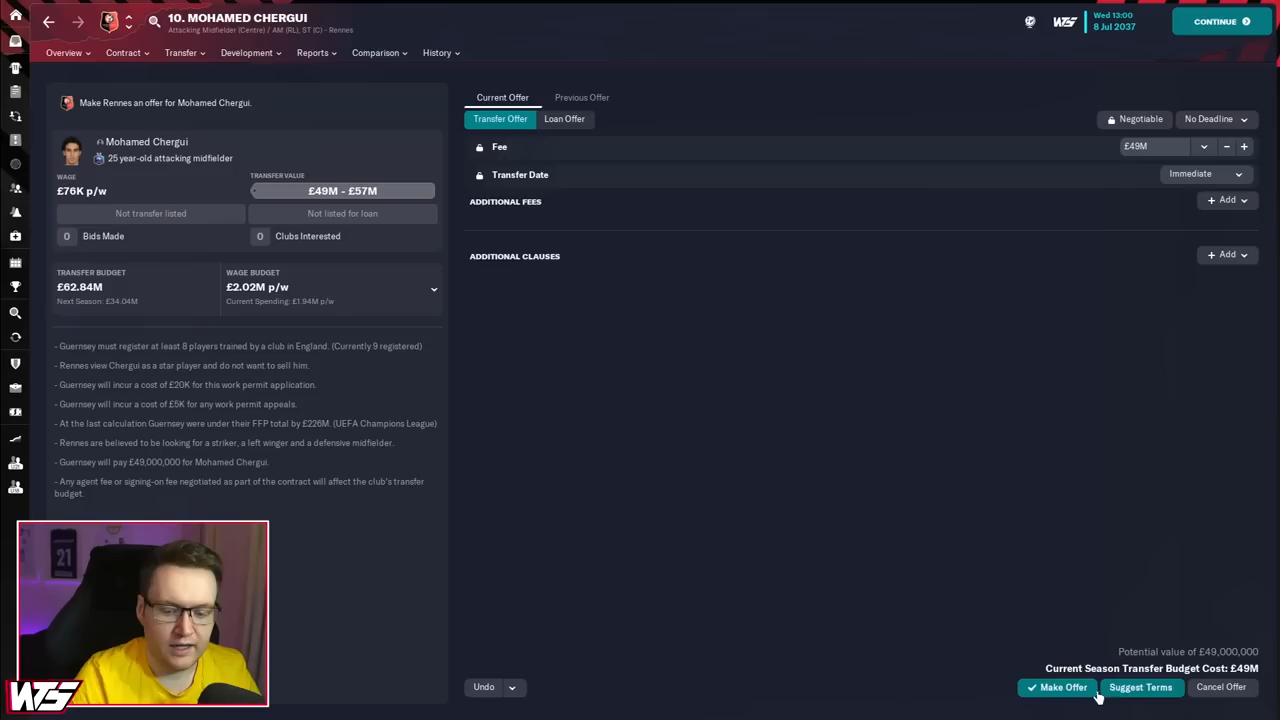 10. MOHAMED CHERGUI
Attacking Midfielder (Centre) / AM (RL), ST (C) - Rennes
WTS
Wed 13:00
8 Jul 2037
CONTINUE
Overview
Contract
Transfer
Development
Reports
Comparison
History
Make Rennes an offer for Mohamed Chergui.
Mohamed Chergui
25 year-old attacking midfielder
WAGE
£76K p/w
TRANSFER VALUE
£49M - £57M
Not transfer listed
Not listed for loan
0 Bids Made
0 Clubs Interested
TRANSFER BUDGET
£62.84M
Next Season: £34.04M
WAGE BUDGET
£2.02M p/w
Current Spending: £1.94M p/w
- Guernsey must register at least 8 players trained by a club in England. (Currently 9 registered)
- Rennes view Chergui as a star player and do not want to sell him.
- Guernsey will incur a cost of £20K for this work permit application.
- Guernsey will incur a cost of £5K for any work permit appeals.
- At the last calculation Guernsey were under their FFP total by £226M. (UEFA Champions League)
- Rennes are believed to be looking for a striker, a left winger and a defensive midfielder.
- Guernsey will pay £49,000,000 for Mohamed Chergui.
- Any agent fee or signing-on fee negotiated as part of the contract will affect the club's transfer
budget.
Current Offer
Previous Offer
Transfer Offer
Loan Offer
Negotiable
No Deadline
Fee
£49M
Transfer Date
Immediate
ADDITIONAL FEES
+ Add
ADDITIONAL CLAUSES
+ Add
21
WTS
Undo
Potential value of £49,000,000
Current Season Transfer Budget Cost: £49M
Make Offer
Suggest Terms
Cancel Offer